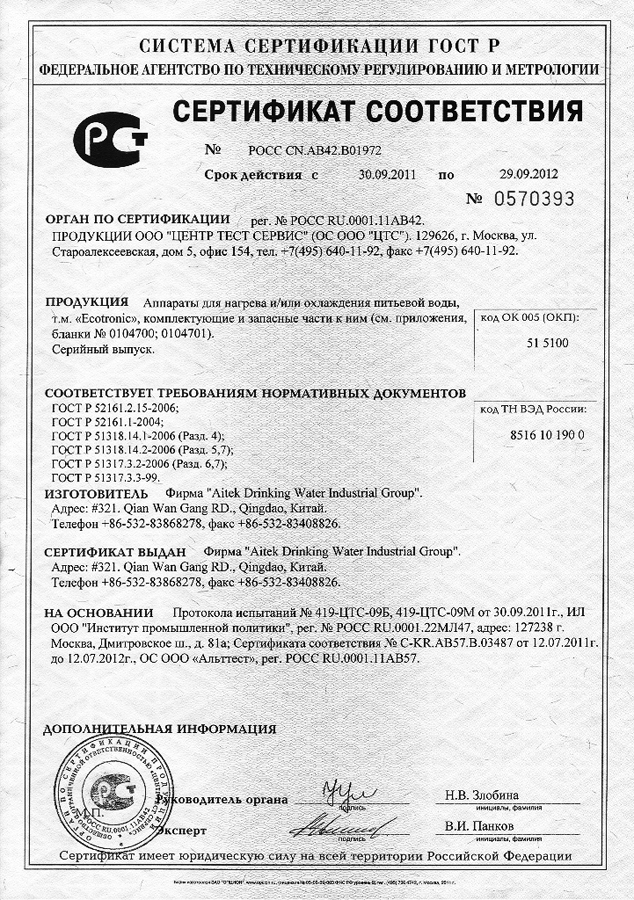 СИСТЕМА СЕРТИФИКАЦИИ ГОСТ Р
ФЕДЕРАЛЬНОЕ АГЕНТСТВО ПО ТЕХНИЧЕСКОМУ РЕГУЛИРОВАНИЮ И МЕТРОЛОГИИ
СЕРТИФИКАТ СООТВЕТСТВИЯ
№ РОСС CN.АВ42.В01972
Срок действия с 30.09.2011 по 29.09.2012
№ 0570393
ОРГАН ПО СЕРТИФИКАЦИИ рег. № РОСС RU.0001.11АВ42.
ПРОДУКЦИИ ООО "ЦЕНТР ТЕСТ СЕРВИС" (ОС ООО "ЦТС"). 129626, г. Москва, ул.
Староалексеевская, дом 5, офис 154, тел. +7(495) 640-11-92, факс +7(495) 640-11-92.
ПРОДУКЦИЯ Аппараты для нагрева и/или охлаждения питьевой воды,
т.м. «Ecotronic», комплектующие и запасные части к ним (см. приложения,
бланки № 0104700; 0104701).
Серийный выпуск.
код ОК 005 (ОКП):
51 5100
СООТВЕТСТВУЕТ ТРЕБОВАНИЯМ НОРМАТИВНЫХ ДОКУМЕНТОВ
ГОСТ Р 52161.2.15-2006;
ГОСТ Р 52161.1-2004;
ГОСТ Р 51318.14.1-2006 (Разд. 4);
ГОСТ Р 51318.14.2-2006 (Разд. 5,7);
ГОСТ Р 51317.3.2-2006 (Разд. 6,7);
ГОСТ Р 51317.3.3-99.
код ТН ВЭД России:
8516 10 190 0
ИЗГОТОВИТЕЛЬ Фирма "Aitek Drinking Water Industrial Group".
Адрес: #321. Qian Wan Gang RD., Qingdao, Китай.
Телефон +86-532-83868278, факс +86-532-83408826.
СЕРТИФИКАТ ВЫДАН Фирма "Aitek Drinking Water Industrial Group".
Адрес: #321. Qian Wan Gang RD., Qingdao, Китай.
Телефон +86-532-83868278, факс +86-532-83408826.
НА ОСНОВАНИИ Протокола испытаний № 419-ЦТС-09Б, 419-ЦТС-09М от 30.09.2011г., ИЛ
ООО "Институт промышленной политики", рег. № РОСС RU.0001.22МЛ47, адрес: 127238 г.
Москва, Дмитровское ш., д. 81а; Сертификата соответствия № C-KR.АВ57.В.03487 от 12.07.2011г.
до 12.07.2012г., ОС ООО «Альттест», рег. РОСС RU.0001.11АВ57.
ДОПОЛНИТЕЛЬНАЯ ИНФОРМАЦИЯ
М.П.
РОСС RU.0001.11АВ42
Руководитель органа
подпись
Н.В. Злобина
инициалы, фамилия
Эксперт
подпись
В.И. Панков
инициалы, фамилия
Сертификат имеет юридическую силу на всей территории Российской Федерации